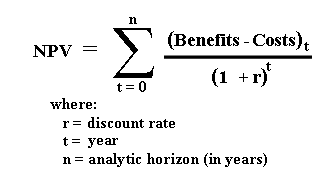 n
NPV = ∑ (Benefits - Costs)t
(1 + r)t
t = 0
where:
r = discount rate
t = year
n = analytic horizon (in years)